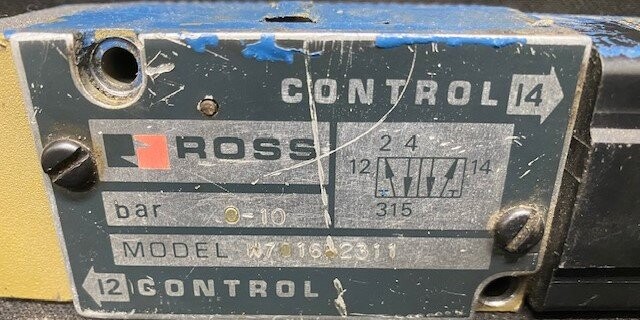 CONTROL 14
ROSS
2 4
12 14
315
bar 0-10
MODEL
12 CONTROL